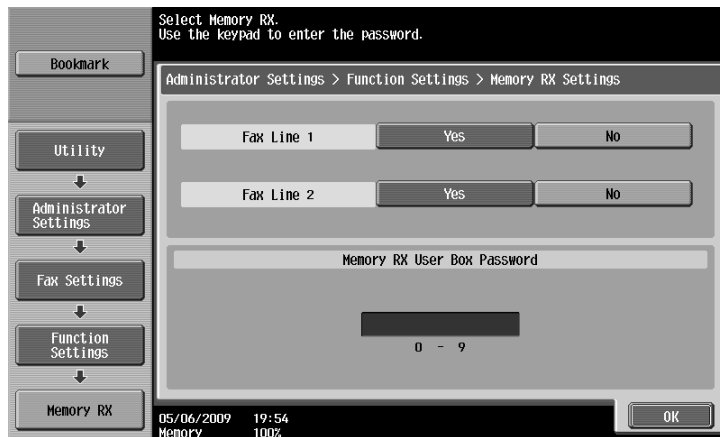 Select Memory RX.
Use the keypad to enter the password.
Bookmark
Administrator Settings > Function Settings > Memory RX Settings
Fax Line 1 Yes No
Utility
Fax Line 2 Yes No
Administrator
Settings
Memory RX User Box Password
Fax Settings
0 - 9
Function
Settings
Memory RX
05/06/2009 19:54
Memory 100%
OK